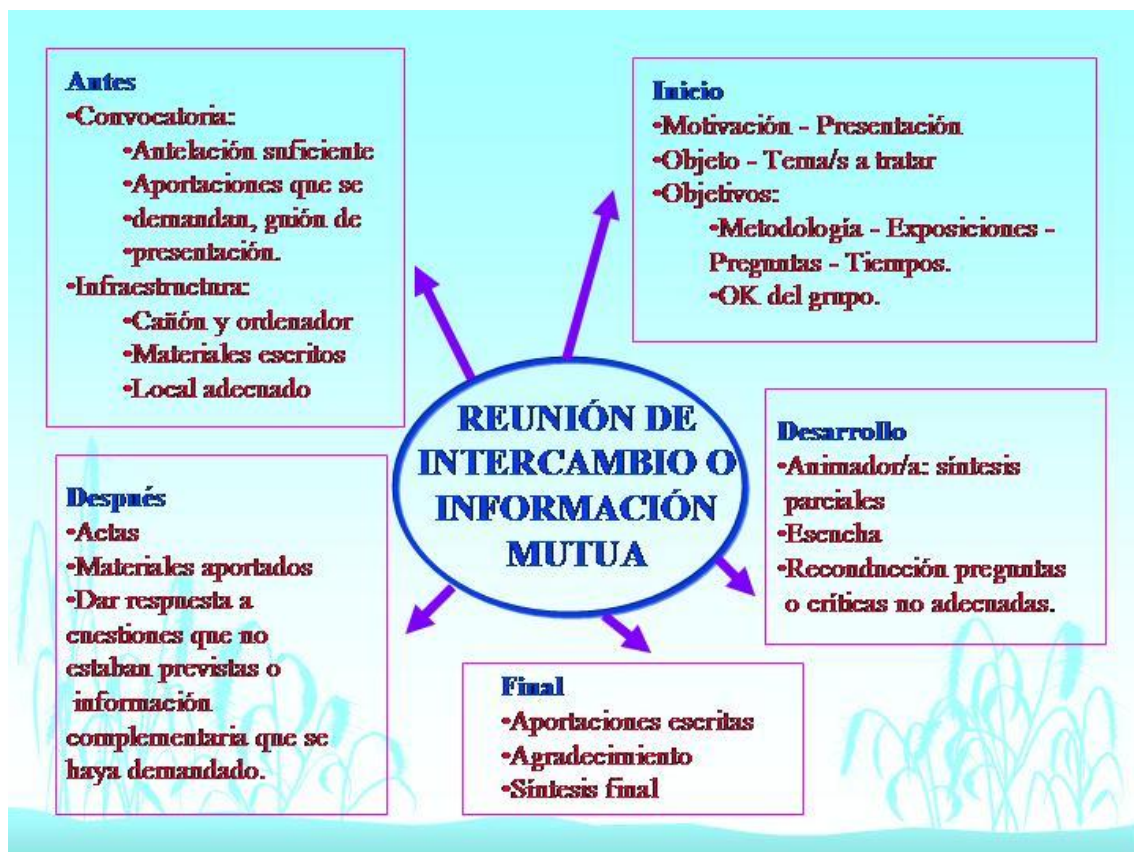 Antes
•Convocatoria:
•Antelación suficiente
•Aportaciones que se
•demandan, guión de
•presentación.
•Infraestructura:
•Cañón y ordenador
•Materiales escritos
•Local adecuado
Inicio
•Motivación - Presentación
•Objeto - Tema/s a tratar
•Objetivos:
•Metodología - Exposiciones -
Preguntas - Tiempos.
•OK del grupo.
REUNIÓN DE
INTERCAMBIO O
INFORMACIÓN
MUTUA
Desarrollo
•Animador/a: síntesis
parciales
•Escucha
•Reconducción preguntas
o críticas no adecuadas.
Después
•Actas
•Materiales aportados
•Dar respuesta a
cuestiones que no
estaban previstas o
información
complementaria que se
haya demandado.
Final
•Aportaciones escritas
•Agradecimiento
•Síntesis final